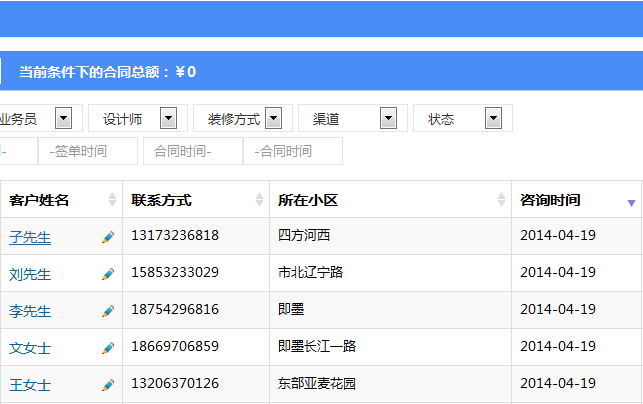 当前条件下的合同总额：￥0
业务员 设计师 装修方式 渠道 状态
- -签单时间 合同时间- -合同时间
客户姓名 联系方式 所在小区 咨询时间
子先生 13173236818 四方河西 2014-04-19
刘先生 15853233029 市北辽宁路 2014-04-19
李先生 18754296816 即墨 2014-04-19
文女士 18669706859 即墨长江一路 2014-04-19
王女士 13206370126 东部亚麦花园 2014-04-19